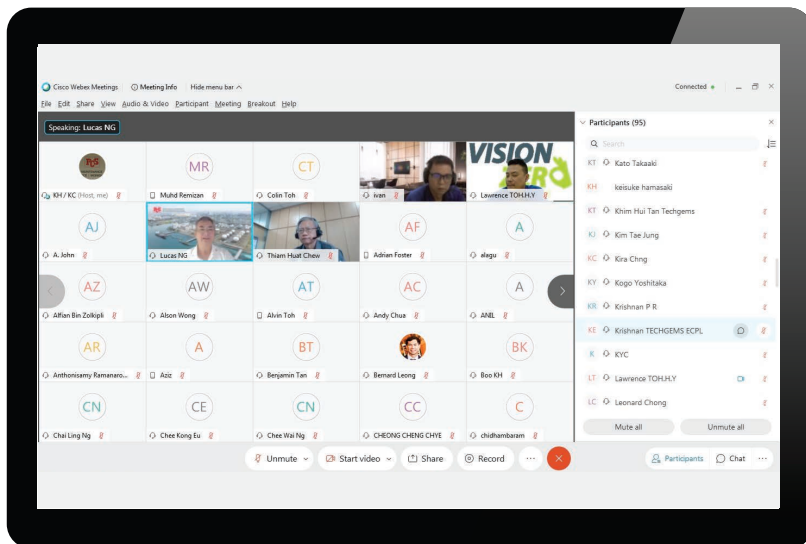 Cisco Webex Meetings Meeting Info Hide menu bar
Connected
File Edit Share View Audio & Video Participant Meeting Breakout Help
Speaking: Lucas NG
MR CT VISION ZERO
KH / KC (Host, me) Muhd Remizan Colin Toh ivan Lawrence TOH.H.Y
AJ AF A
A. John Lucas NG Thiam Huat Chew Adrian Foster alagu
AZ AW AT AC A
Alfian Bin Zolkipli Alson Wong Alvin Toh Andy Chua ANIL
AR A BT BK
Anthonisamy Ramanaro... Aziz Benjamin Tan Bernard Leong Boo KH
CN CE CN CC C
Chai Ling Ng Chee Kong Eu Chee Wai Ng CHEONG CHENG CHYE chidhambaram
Unmute Start video Share Record ...
Participants (95)
Search
KT Kato Takaaki
KH keisuke hamasaki
KT Khim Hui Tan Techgems
KJ Kim Tae Jung
KC Kira Chng
KY Kogo Yoshitaka
KR Krishnan P R
KE Krishnan TECHGEMS ECPL
K KYC
LT Lawrence TOH.H.Y
LC Leonard Chong
Mute all Unmute all
Participants Chat ...